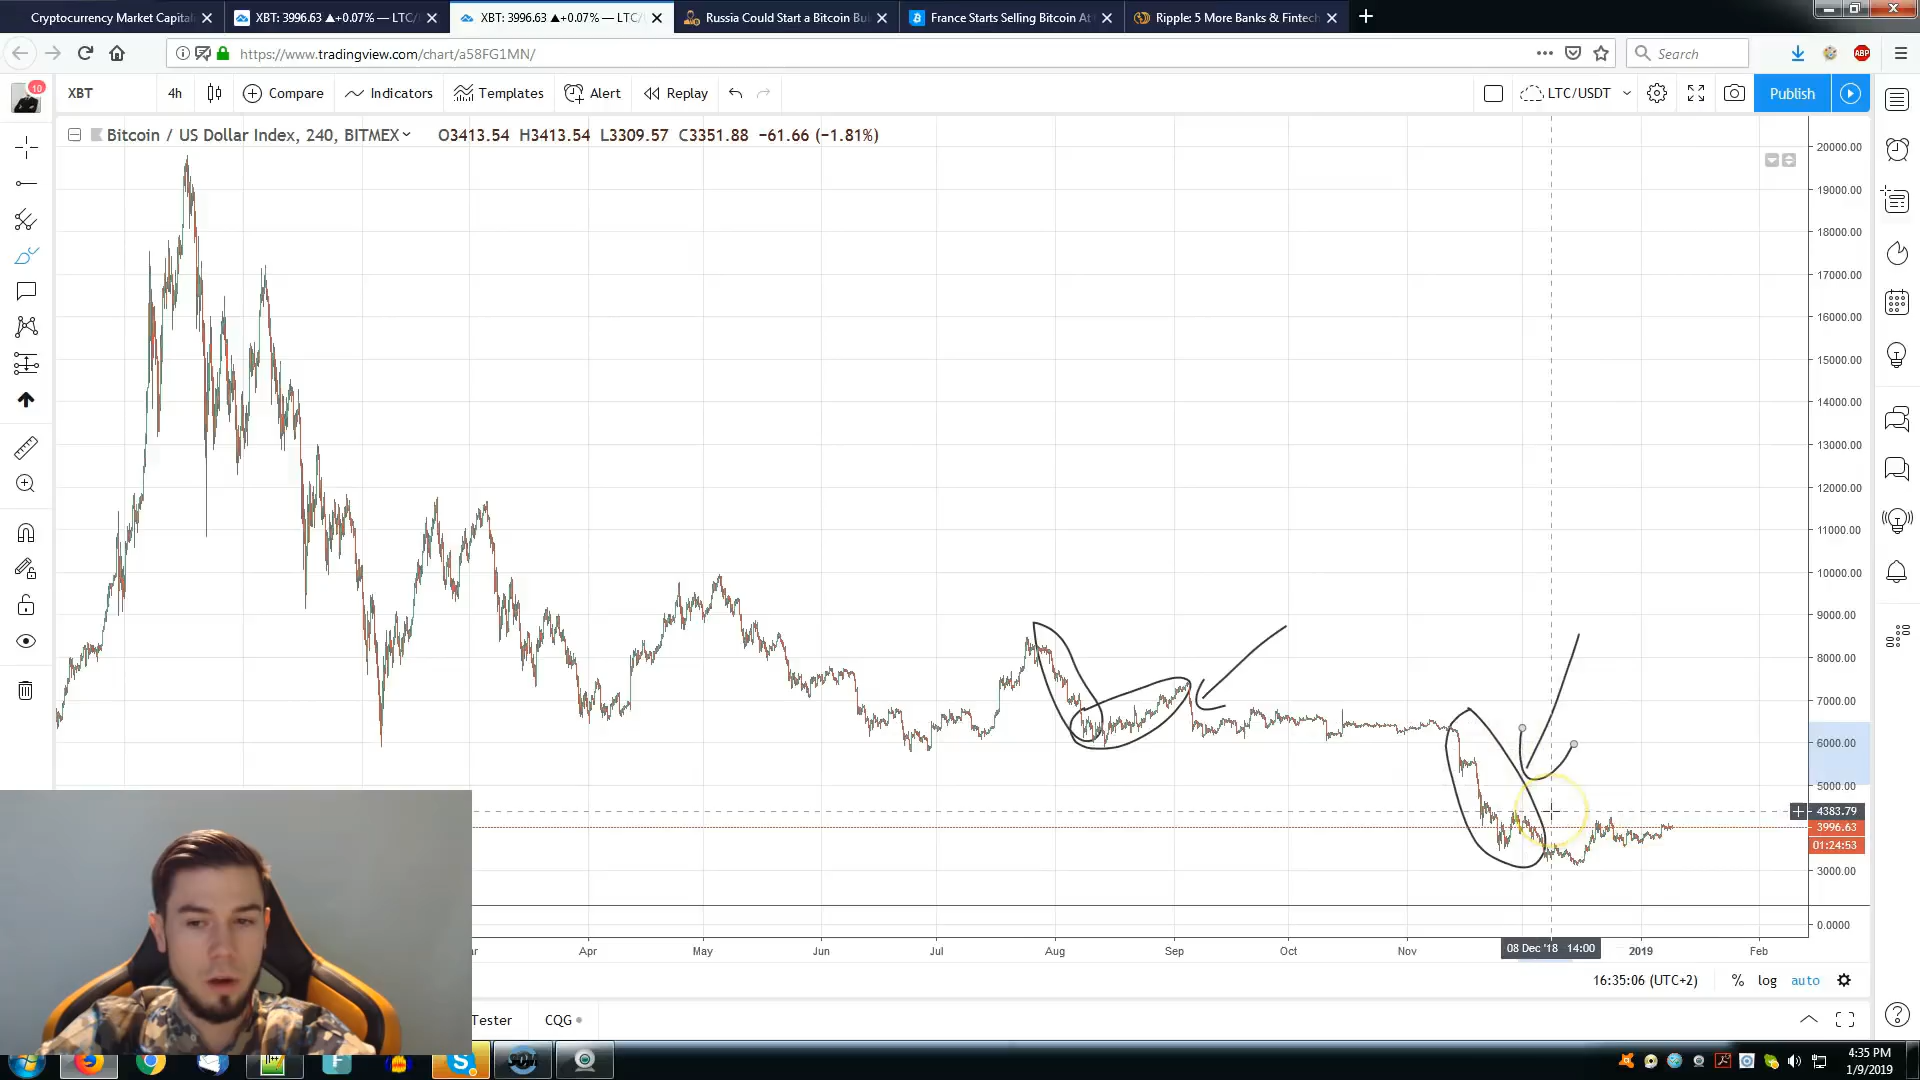 Cryptocurrency Market Capital
XBT: 3996.63 ▲+0.07% — LTC/
XBT: 3996.63 ▲+0.07% — LTC/
Russia Could Start a Bitcoin Bu
France Starts Selling Bitcoin At
Ripple: 5 More Banks & Fintech
https://www.tradingview.com/chart/a58FG1MN/
Search
ABP
10
XBT
4h
Compare
Indicators
Templates
Alert
Replay
LTC/USDT
Publish
Bitcoin / US Dollar Index, 240, BITMEX
O3413.54 H3413.54 L3309.57 C3351.88 −61.66 (−1.81%)
20000.00
19000.00
18000.00
17000.00
16000.00
15000.00
14000.00
13000.00
12000.00
11000.00
10000.00
9000.00
8000.00
7000.00
6000.00
5000.00
4383.79
3996.63
01:24:53
3000.00
0.0000
Apr
May
Jun
Jul
Aug
Sep
Oct
Nov
08 Dec '18 14:00
2019
Feb
16:35:06 (UTC+2)
%
log
auto
Tester
CQG
4:35 PM
1/9/2019